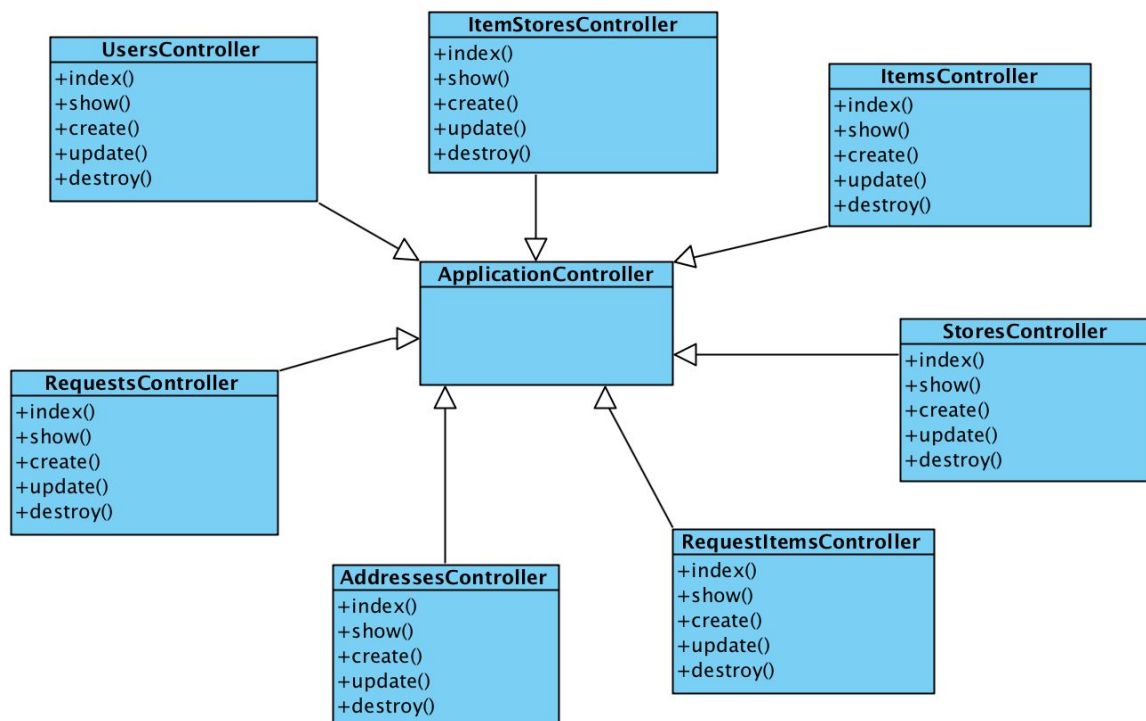 UsersController
+index()
+show()
+create()
+update()
+destroy()
ItemStoresController
+index()
+show()
+create()
+update()
+destroy()
ItemsController
+index()
+show()
+create()
+update()
+destroy()
ApplicationController
RequestsController
+index()
+show()
+create()
+update()
+destroy()
StoresController
+index()
+show()
+create()
+update()
+destroy()
AddressesController
+index()
+show()
+create()
+update()
+destroy()
RequestItemsController
+index()
+show()
+create()
+update()
+destroy()